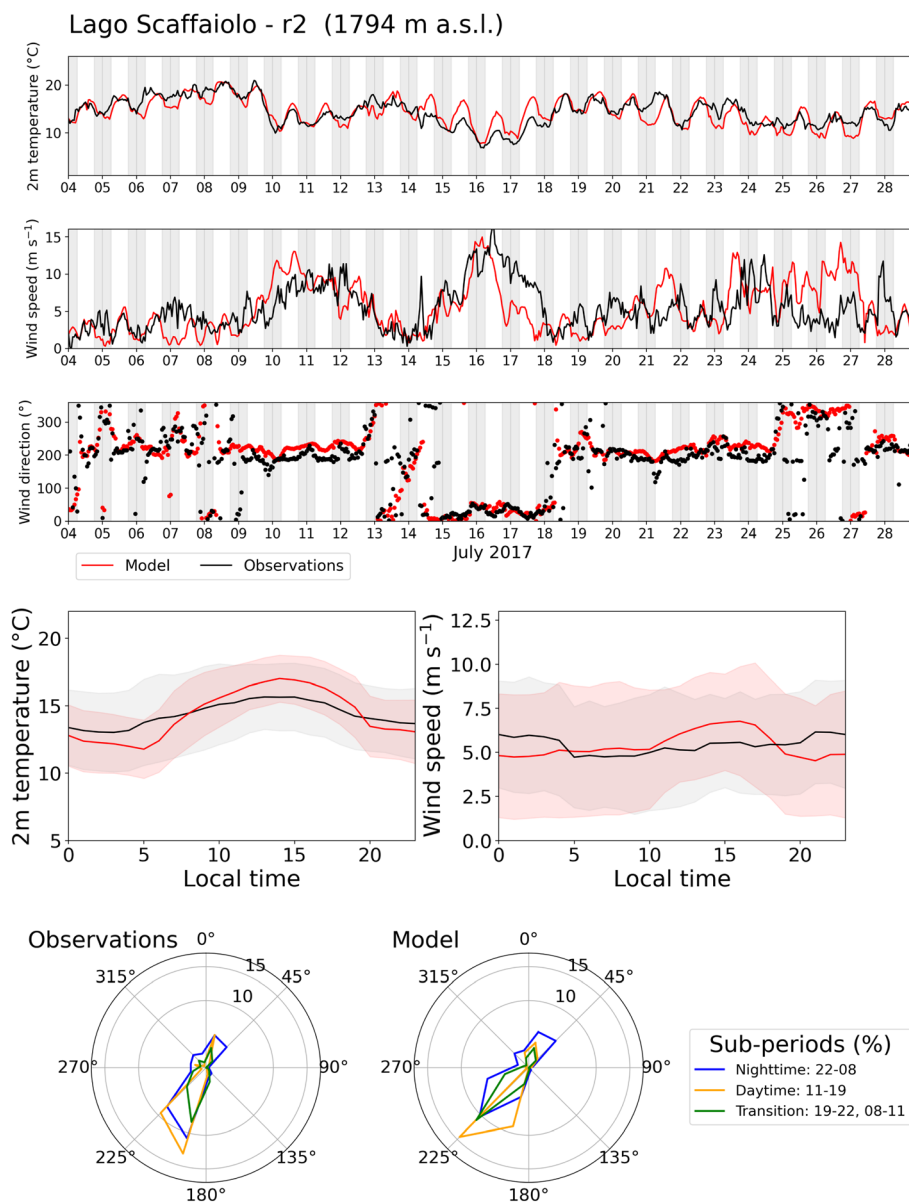 Lago Scaffaiolo - r2 (1794 m a.s.l.)
2m temperature (°C)
20
10
04 05 06 07 08 09 10 11 12 13 14 15 16 17 18 19 20 21 22 23 24 25 26 27 28
Wind speed (m s⁻¹)
15
10
5
0
04 05 06 07 08 09 10 11 12 13 14 15 16 17 18 19 20 21 22 23 24 25 26 27 28
Wind direction (°)
300
200
100
0
04 05 06 07 08 09 10 11 12 13 14 15 16 17 18 19 20 21 22 23 24 25 26 27 28
July 2017
Model Observations
2m temperature (°C)
20
15
10
5
0 5 10 15 20
Local time
Wind speed (m s⁻¹)
12.5
10.0
7.5
5.0
2.5
0.0
0 5 10 15 20
Local time
Observations
0°
45°
90°
135°
180°
225°
270°
315°
15
10
Model
0°
45°
90°
135°
180°
225°
270°
315°
15
10
Sub-periods (%)
Nighttime: 22-08
Daytime: 11-19
Transition: 19-22, 08-11